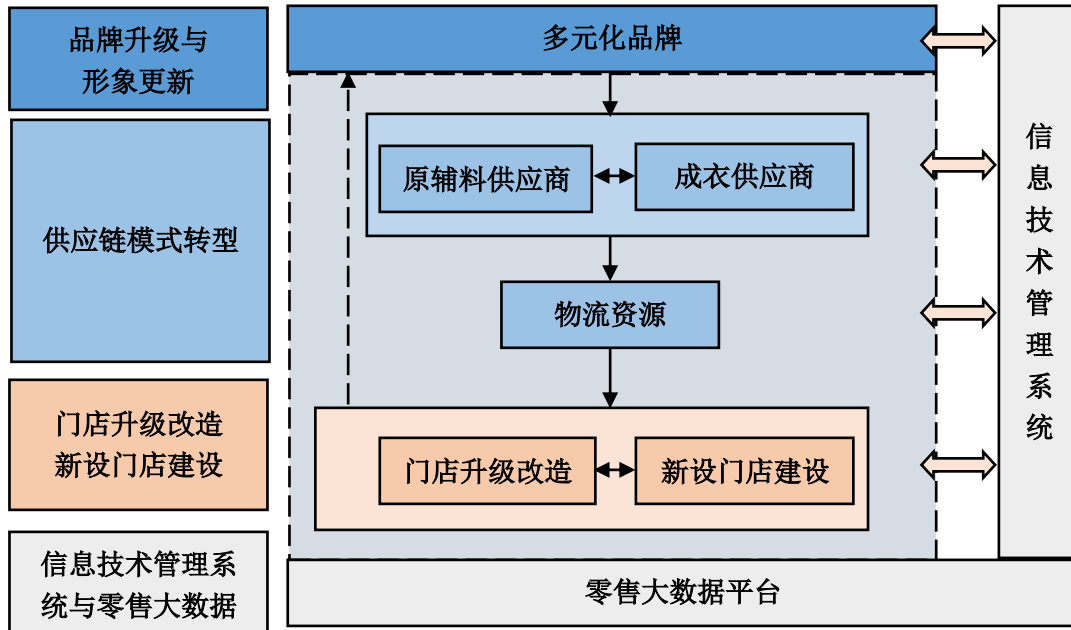 品牌升级与
形象更新
供应链模式转型
门店升级改造
新设门店建设
信息技术管理系
统与零售大数据
多元化品牌
原辅料供应商
成衣供应商
物流资源
门店升级改造
新设门店建设
零售大数据平台
信
息
技
术
管
理
系
统